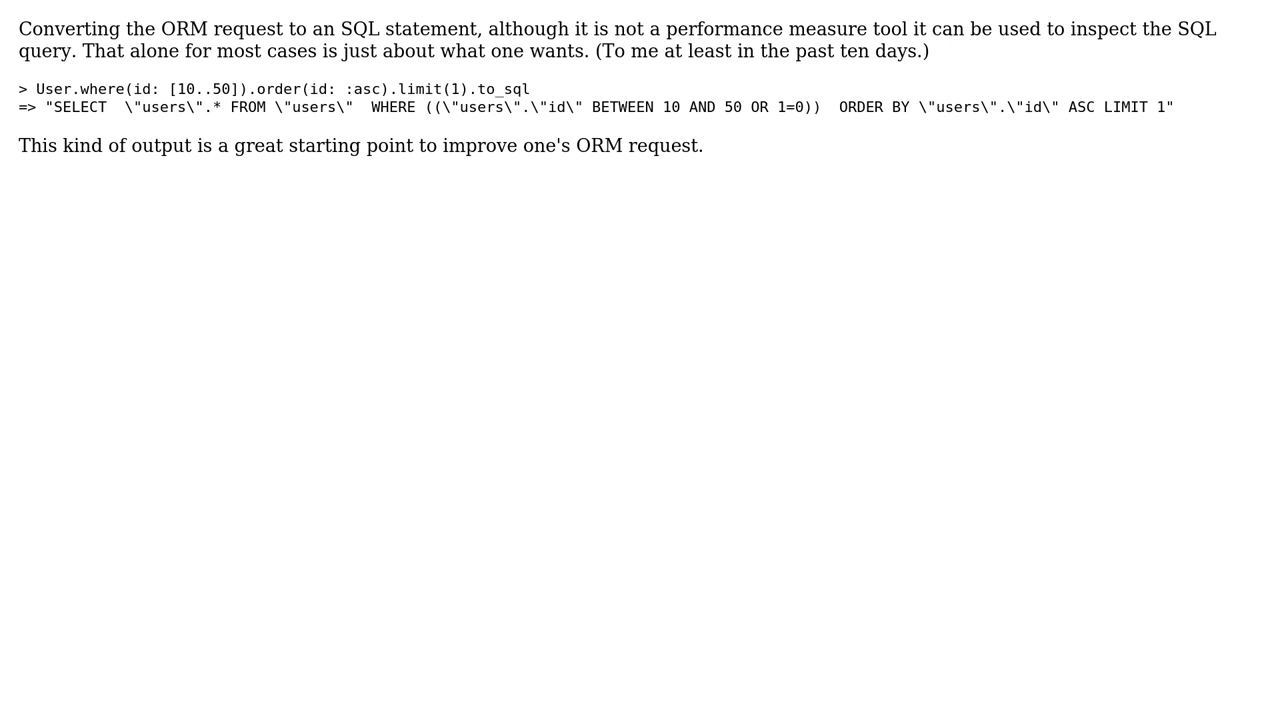 Converting the ORM request to an SQL statement, although it is not a performance measure tool it can be used to inspect the SQL
query. That alone for most cases is just about what one wants. (To me at least in the past ten days.)
> User.where(id: [10..50]).order(id: :asc).limit(1).to_sql
=> "SELECT  \"users\".* FROM \"users\"  WHERE ((\"users\".\"id\" BETWEEN 10 AND 50 OR 1=0))  ORDER BY \"users\".\"id\" ASC LIMIT 1"
This kind of output is a great starting point to improve one's ORM request.